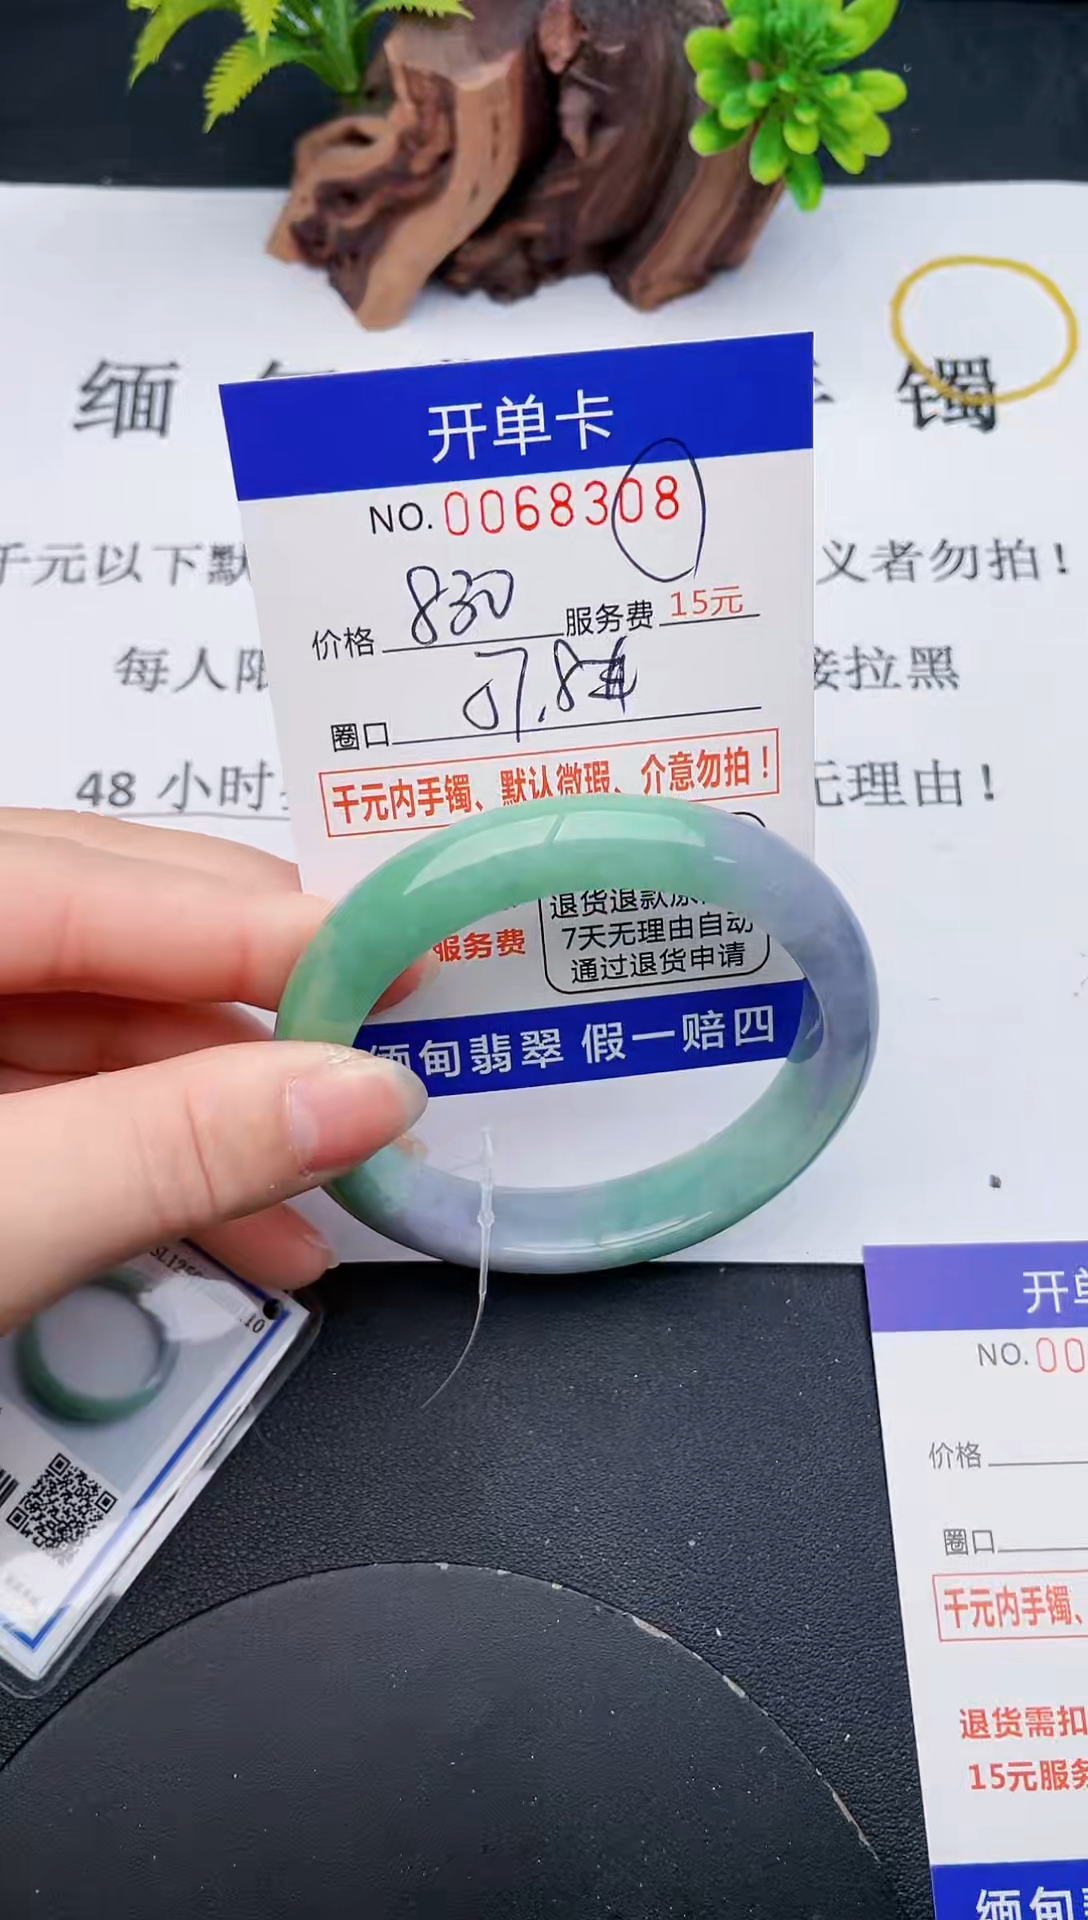 缅
镯
开单卡
NO.0068308
千元以下默
义者勿拍！
价格 830 服务费 15元
每人限
接拉黑
圈口
48 小时
无理由！
千元内手镯、默认微瑕、介意勿拍！
服务费
退货退款
7天无理由自动
通过退货申请
缅甸翡翠 假一赔四
.10
开单
NO.00
价格
圈口
千元内手镯、
退货需扣
15元服务
缅甸翡